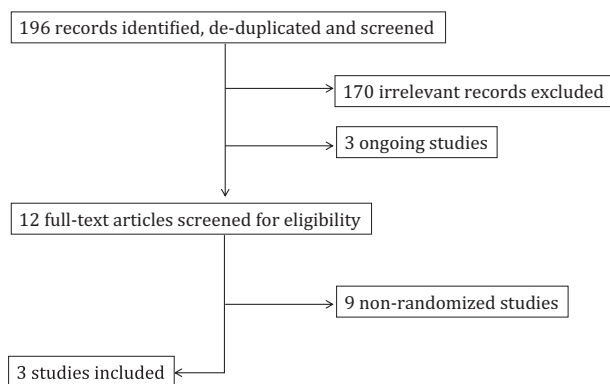 196 records identified, de-duplicated and screened
170 irrelevant records excluded
3 ongoing studies
12 full-text articles screened for eligibility
9 non-randomized studies
3 studies included